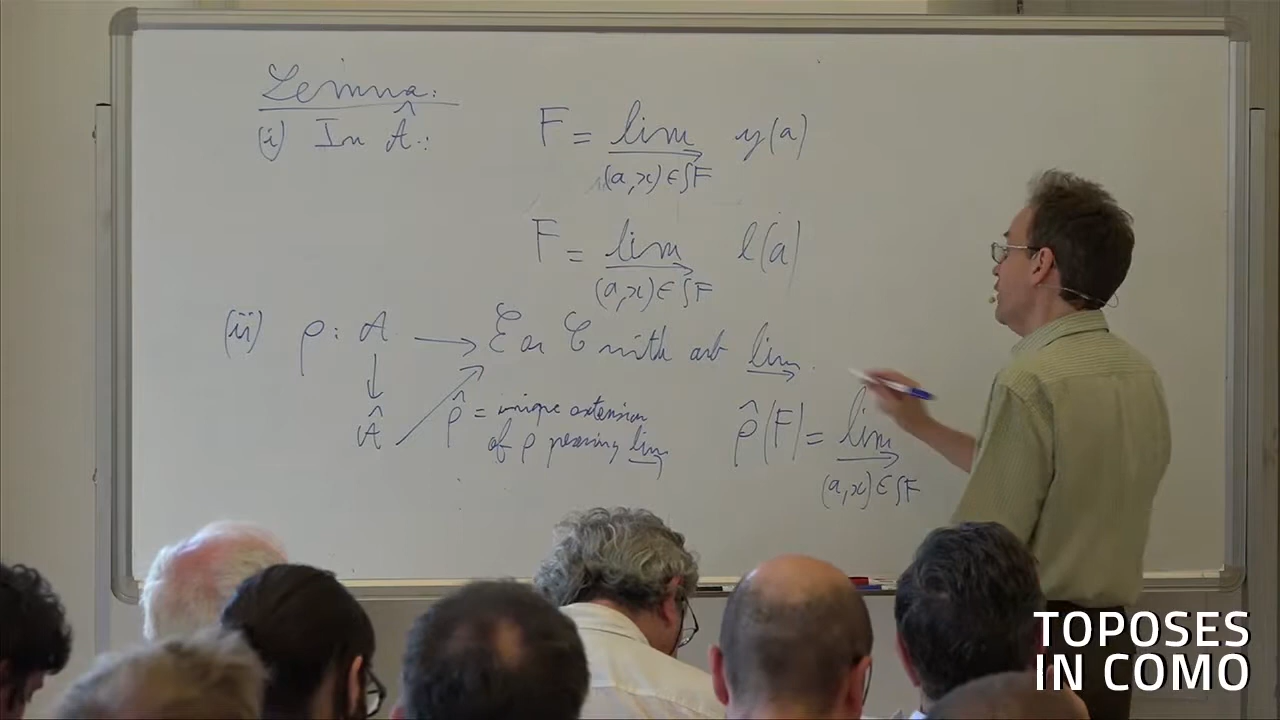 Lemma:
(i) In Â: F = lim y(a)
(a,x) ∈ ∫F
F = lim l(a)
(a,x) ∈ ∫F
(ii) ρ: A → E or C with arb lim.
↓
Â ρ̂ = unique extension
of ρ preserving lim
ρ̂(F) = lim
(a,x) ∈ ∫F
TOPOSES
IN COMO